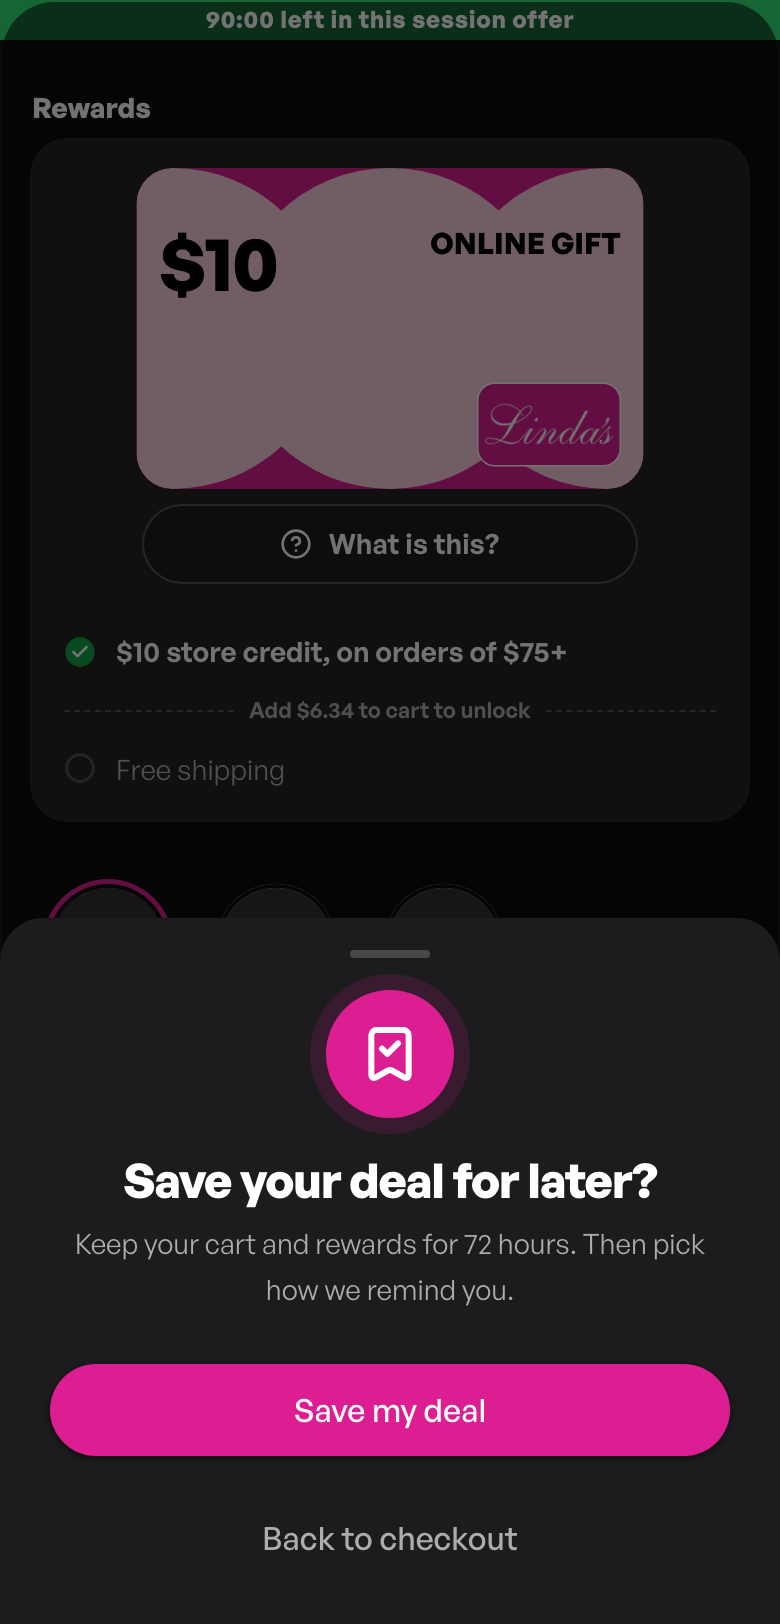 90:00 left in this session offer
Rewards
$10
ONLINE GIFT
Linda's
What is this?
$10 store credit, on orders of $75+
Add $6.34 to cart to unlock
Free shipping
Save your deal for later?
Keep your cart and rewards for 72 hours. Then pick
how we remind you.
Save my deal
Back to checkout